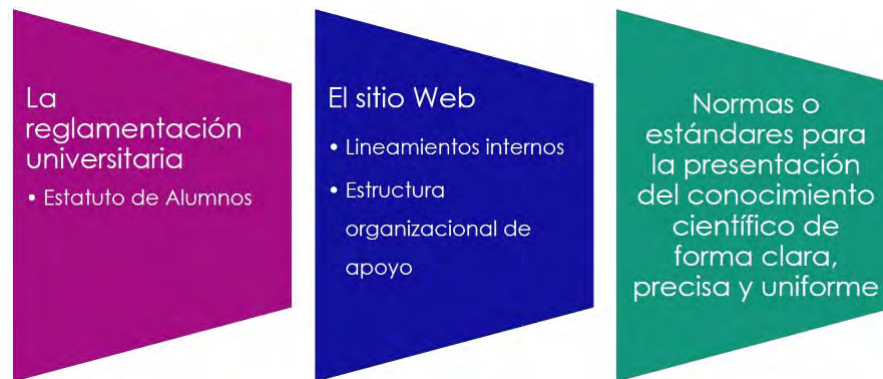 La
reglamentación
universitaria
• Estatuto de Alumnos
El sitio Web
• Lineamientos internos
• Estructura
organizacional de
apoyo
Normas o
estándares para
la presentación
del conocimiento
científico de
forma clara,
precisa y uniforme